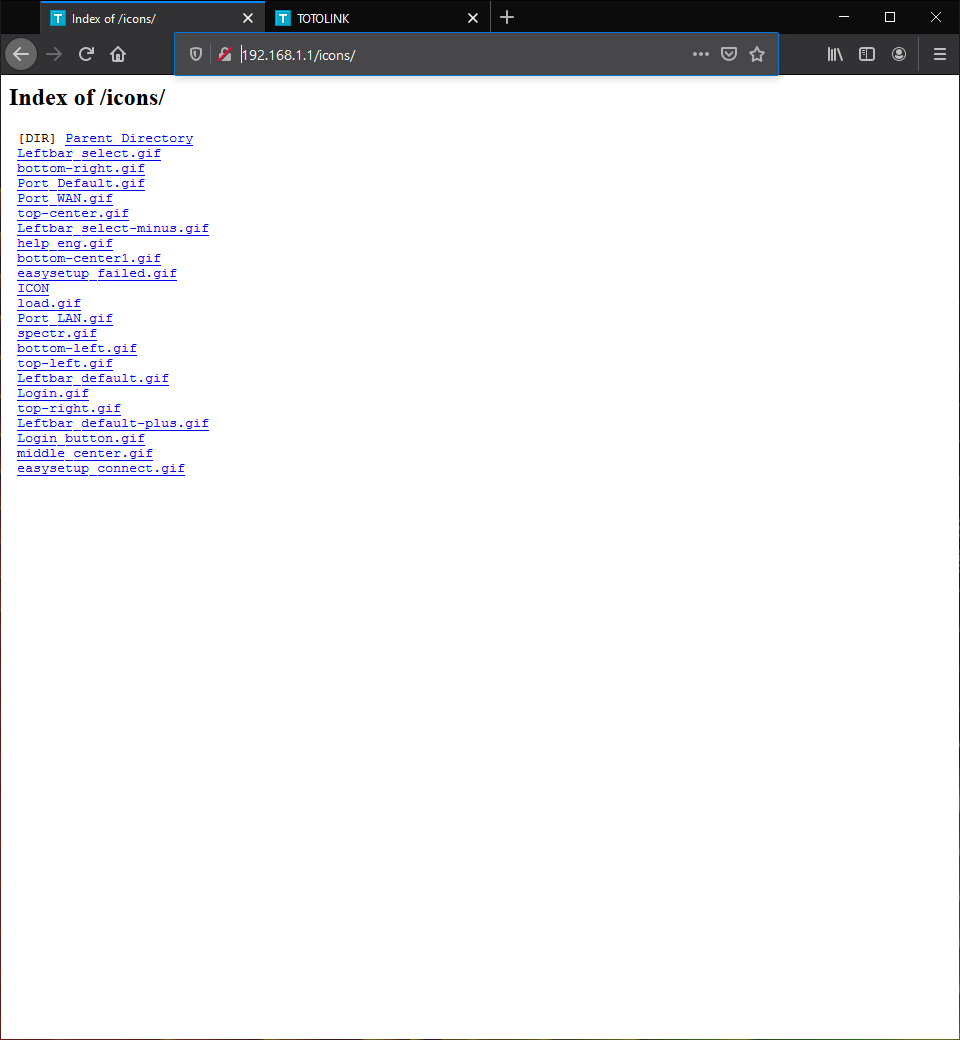 T Index of /icons/
T TOTOLINK
192.168.1.1/icons/
Index of /icons/
[DIR] Parent Directory
Leftbar_select.gif
bottom-right.gif
Port_Default.gif
Port_WAN.gif
top-center.gif
Leftbar_select-minus.gif
help_eng.gif
bottom-center1.gif
easysetup_failed.gif
ICON
load.gif
Port_LAN.gif
spectr.gif
bottom-left.gif
top-left.gif
Leftbar_default.gif
Login.gif
top-right.gif
Leftbar_default-plus.gif
Login_button.gif
middle_center.gif
easysetup_connect.gif